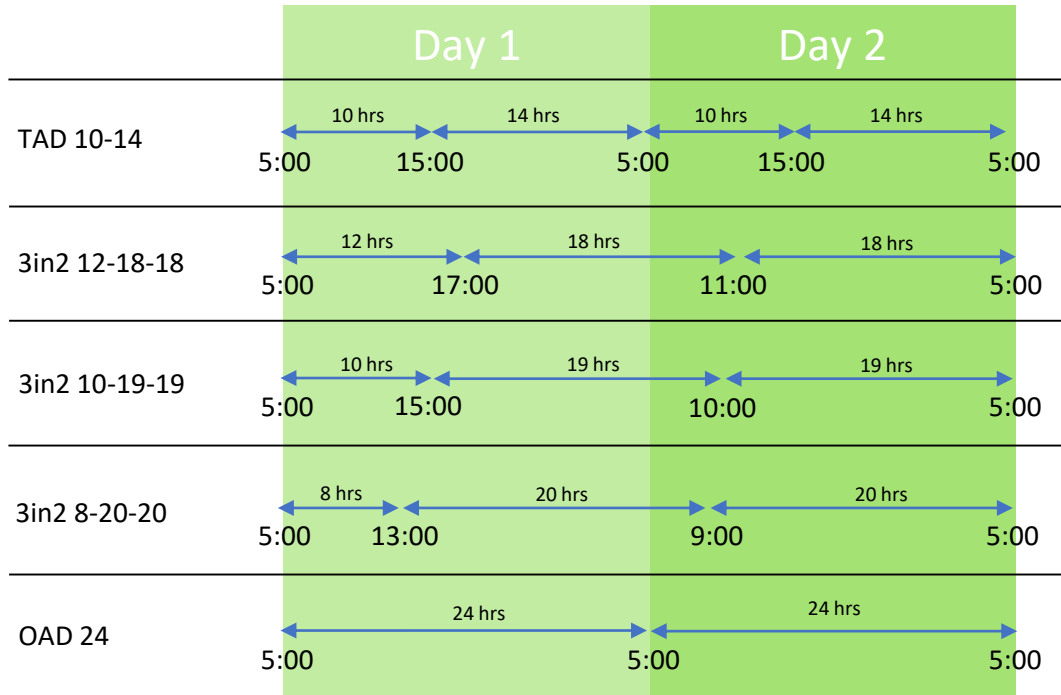 Day 1 Day 2
10 hrs 14 hrs 10 hrs 14 hrs
TAD 10-14
5:00 15:00 5:00 15:00 5:00
12 hrs 18 hrs 18 hrs
3in2 12-18-18
5:00 17:00 11:00 5:00
10 hrs 19 hrs 19 hrs
3in2 10-19-19
5:00 15:00 10:00 5:00
8 hrs 20 hrs 20 hrs
3in2 8-20-20
5:00 13:00 9:00 5:00
24 hrs 24 hrs
OAD 24
5:00 5:00 5:00